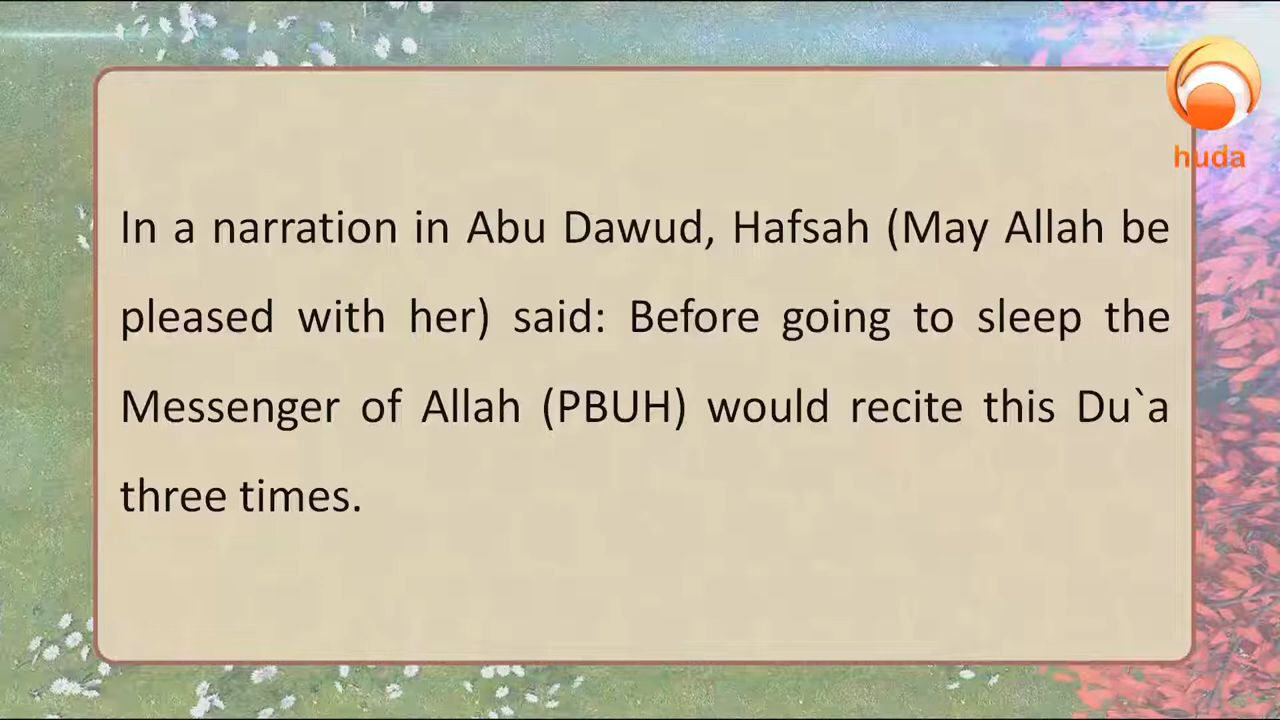 huda
In a narration in Abu Dawud, Hafsah (May Allah be
pleased with her) said: Before going to sleep the
Messenger of Allah (PBUH) would recite this Du`a
three times.